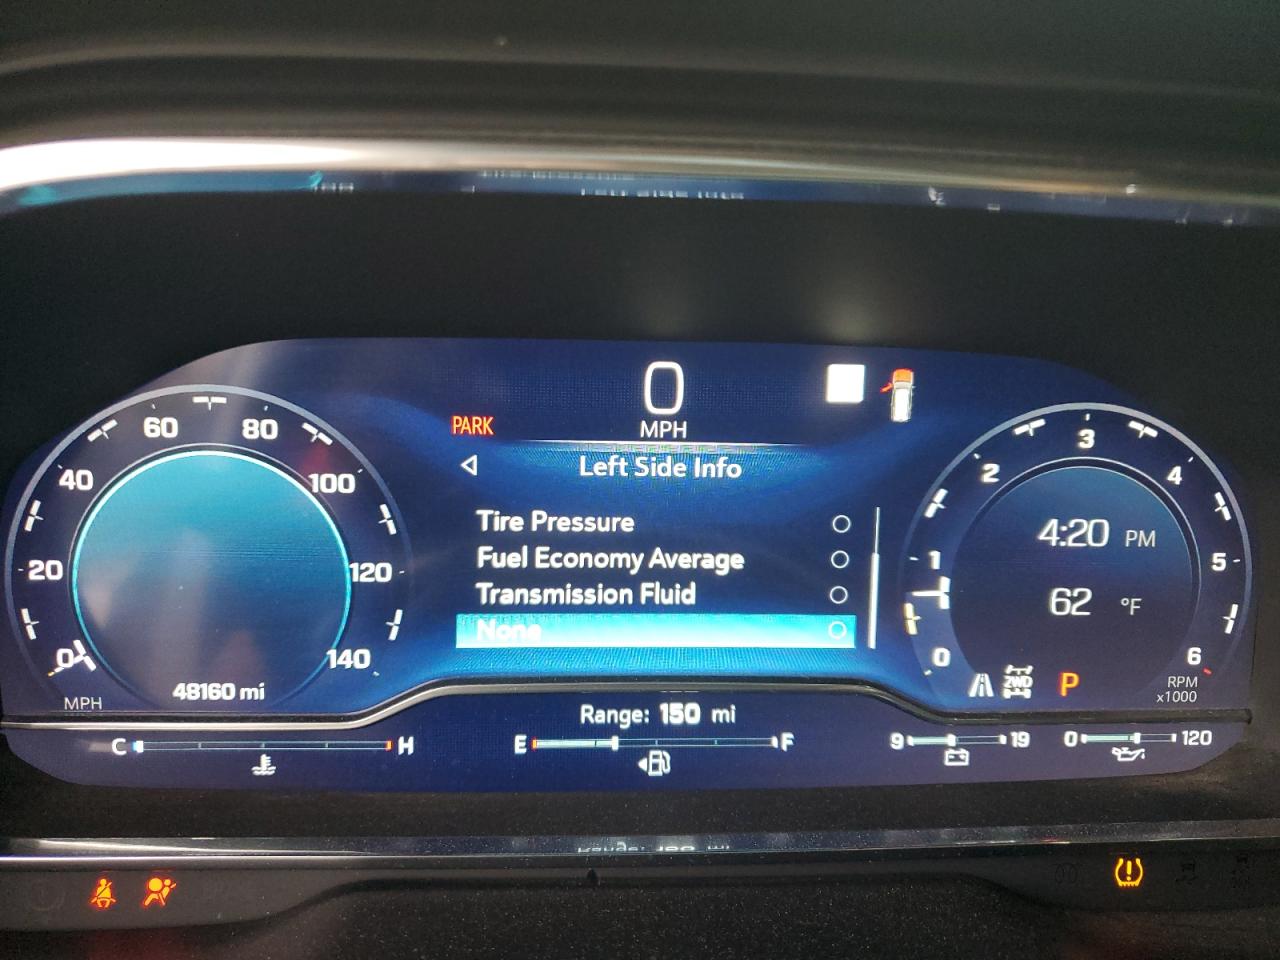 0
MPH
PARK
Left Side Info
Tire Pressure
Fuel Economy Average
Transmission Fluid
None
0 20 40 60 80 100 120 140
MPH
48160 mi
0 1 2 3 4 5 6
4:20 PM
62 °F
2WD
P
RPM
x1000
Range: 150 mi
C H
E F
9 19
0 120